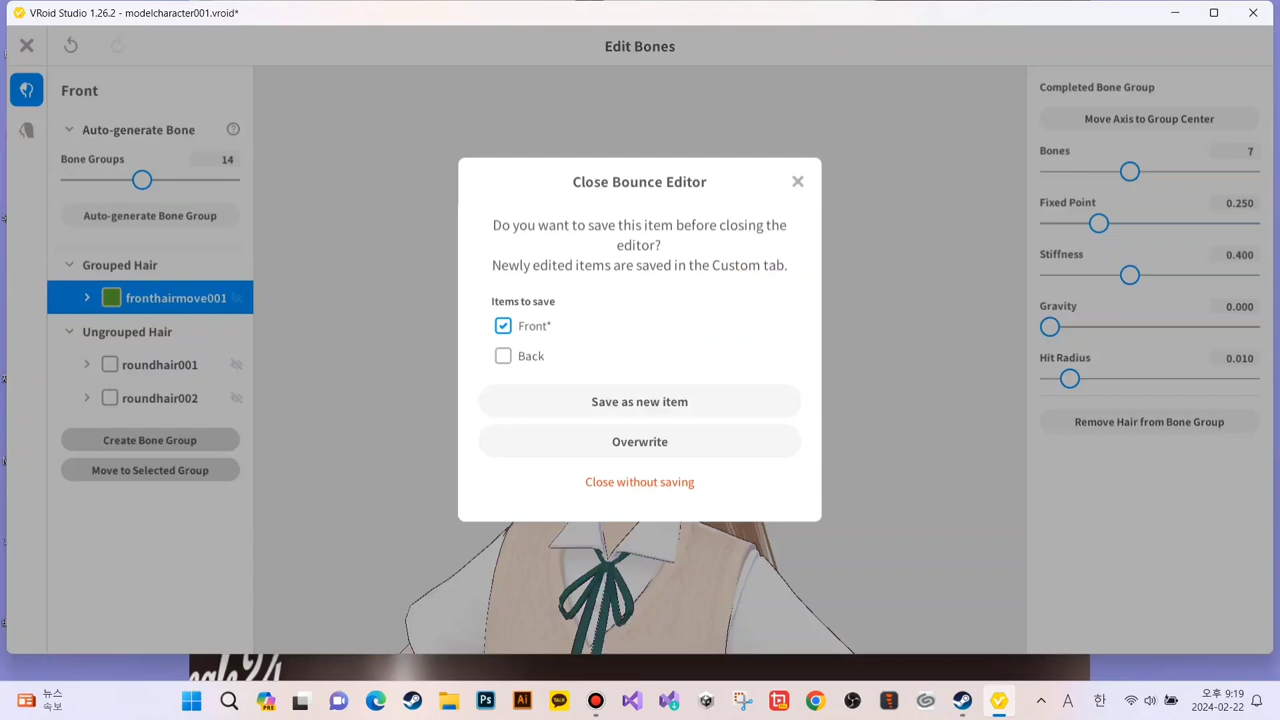 VRoid Studio 1.26.2 - modelcharacter001.vroid*
Edit Bones
Front
Auto-generate Bone
Bone Groups 14
Auto-generate Bone Group
Grouped Hair
fronthairmove001
Ungrouped Hair
roundhair001
roundhair002
Create Bone Group
Move to Selected Group
Close Bounce Editor
Do you want to save this item before closing the
editor?
Newly edited items are saved in the Custom tab.
Items to save
Front*
Back
Save as new item
Overwrite
Close without saving
Completed Bone Group
Move Axis to Group Center
Bones 7
Fixed Point 0.250
Stiffness 0.400
Gravity 0.000
Hit Radius 0.010
Remove Hair from Bone Group
뉴스
속보
PRE
Ps
Ai
TALK
A
한
2024-02-22